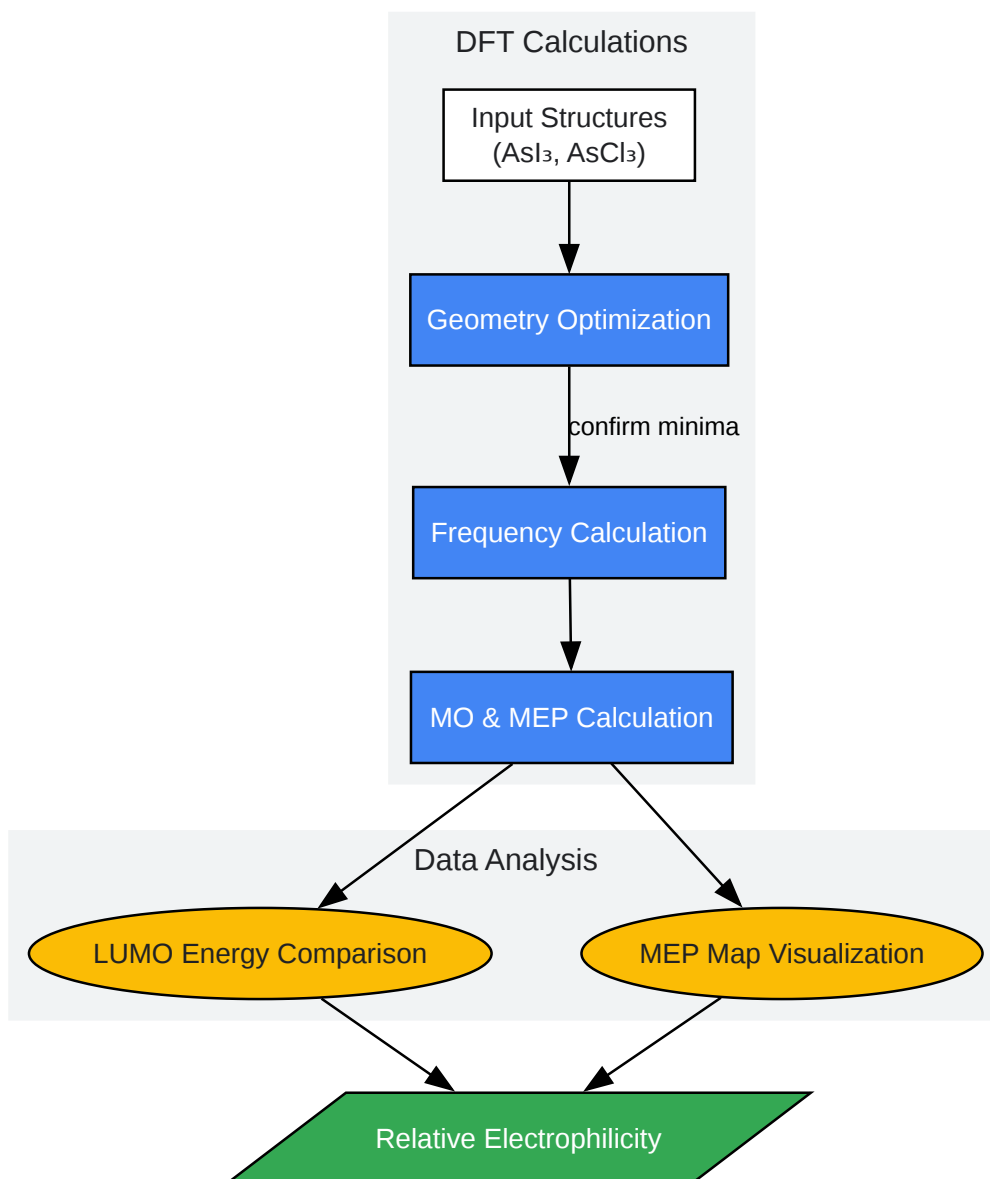 DFT Calculations
Input Structures
(AsI₃, AsCl₃)
Geometry Optimization
confirm minima
Frequency Calculation
MO & MEP Calculation
Data Analysis
LUMO Energy Comparison
MEP Map Visualization
Relative Electrophilicity